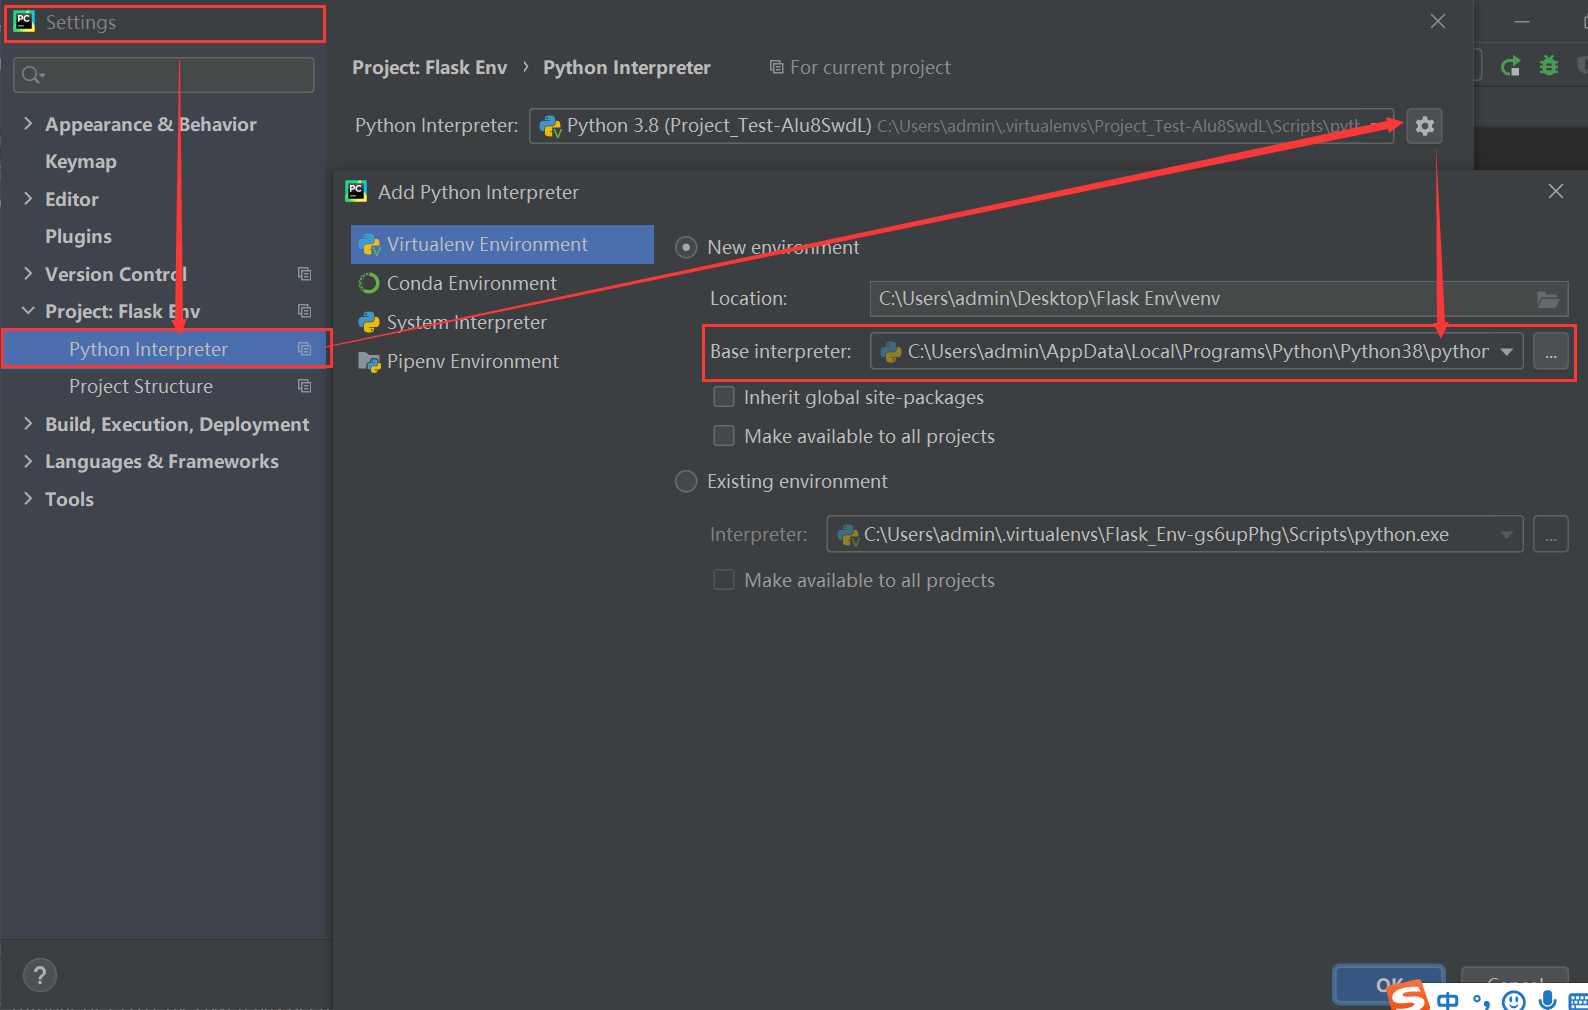 Settings
Project: Flask Env › Python Interpreter For current project
Appearance & Behavior
Keymap
Editor
Plugins
Version Control
Project: Flask Env
Python Interpreter
Project Structure
Build, Execution, Deployment
Languages & Frameworks
Tools
?
Python Interpreter: Python 3.8 (Project_Test-Alu8SwdL) C:\Users\admin\.virtualenvs\Project_Test-Alu8SwdL\Scripts\pyth
PC Add Python Interpreter
Virtualenv Environment
Conda Environment
System Interpreter
Pipenv Environment
New environment
Location: C:\Users\admin\Desktop\Flask Env\venv
Base interpreter: C:\Users\admin\AppData\Local\Programs\Python\Python38\python ...
Inherit global site-packages
Make available to all projects
Existing environment
Interpreter: C:\Users\admin\.virtualenvs\Flask_Env-gs6upPhg\Scripts\python.exe ...
Make available to all projects
OK Cancel
S 中 °,